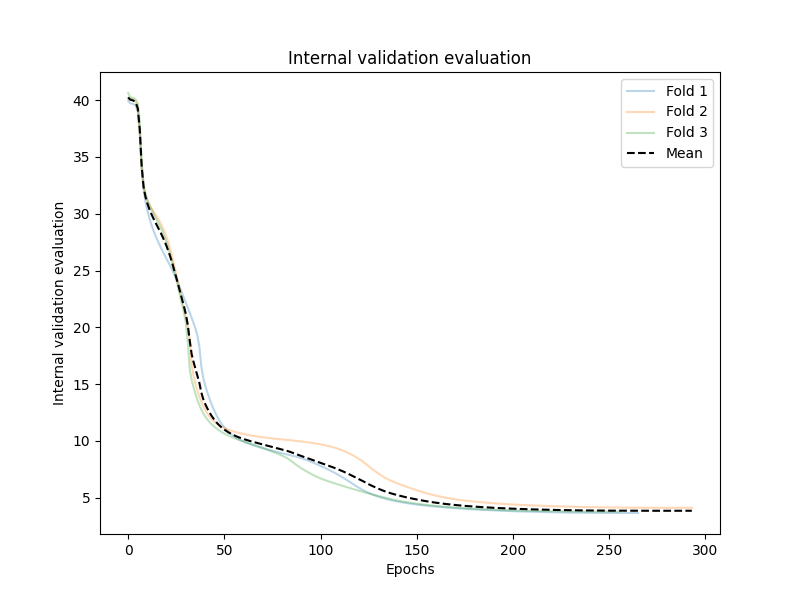 Internal validation evaluation
Fold 1
Fold 2
Fold 3
Mean
Internal validation evaluation
40
35
30
25
20
15
10
5
0
50
100
150
200
250
300
Epochs